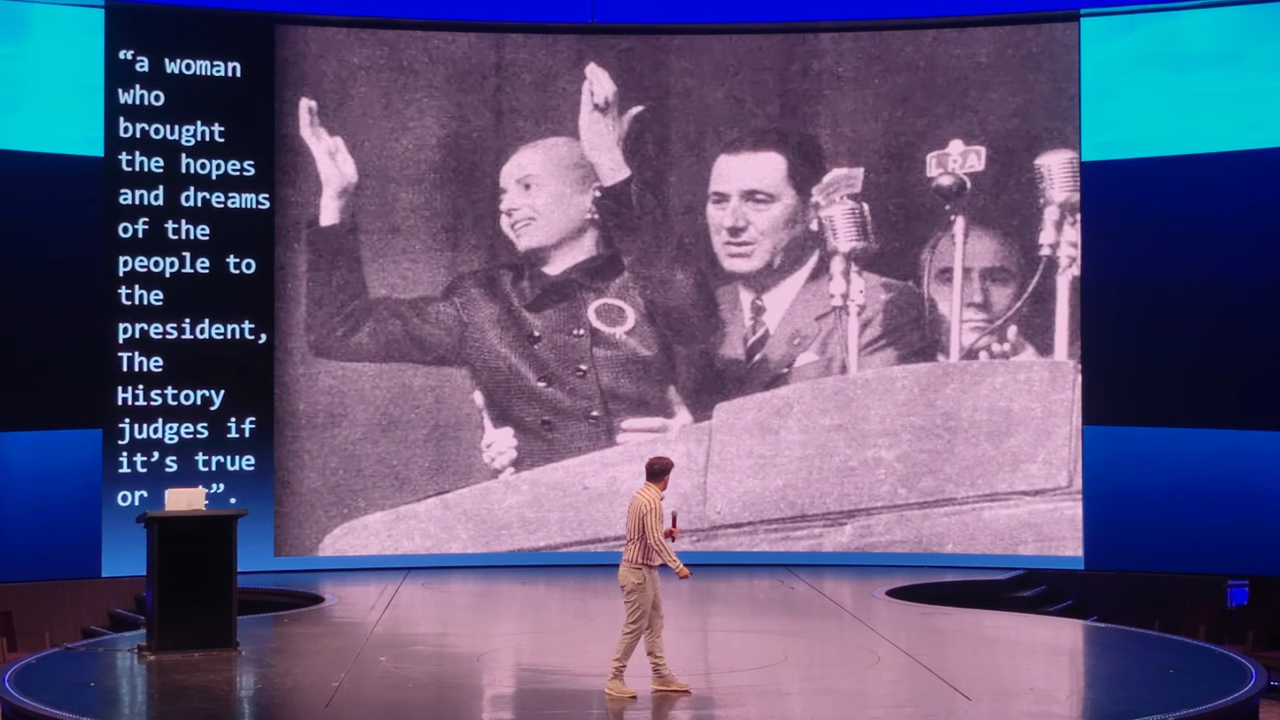 “a woman
who
brought
the hopes
and dreams
of the
people to
the
president,
The
History
judges if
it’s true
or
LRA